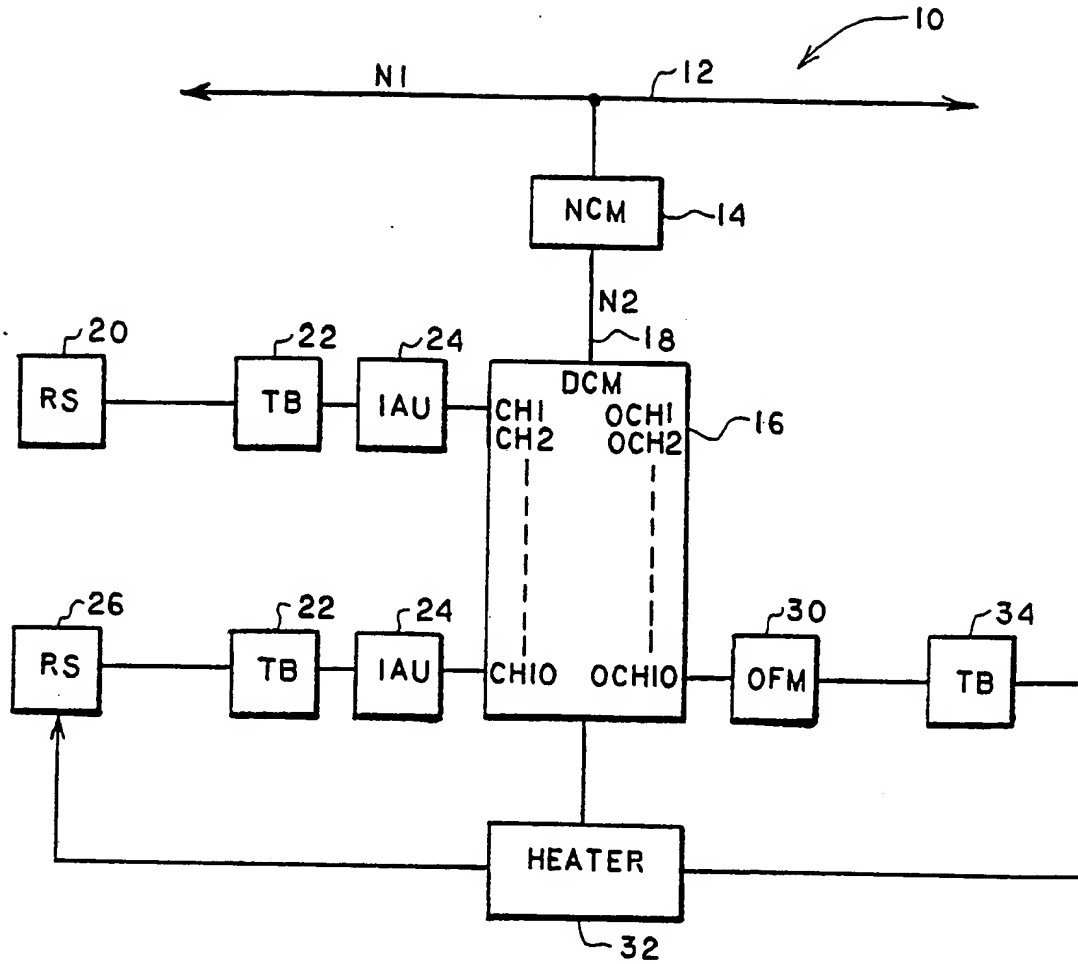 10
N1
12
NCM
14
N2
18
20
22
24
RS
TB
IAU
DCM
CH1
OCH1
CH2
OCH2
16
26
22
24
30
34
RS
TB
IAU
CH10
OCH10
OFM
TB
HEATER
32